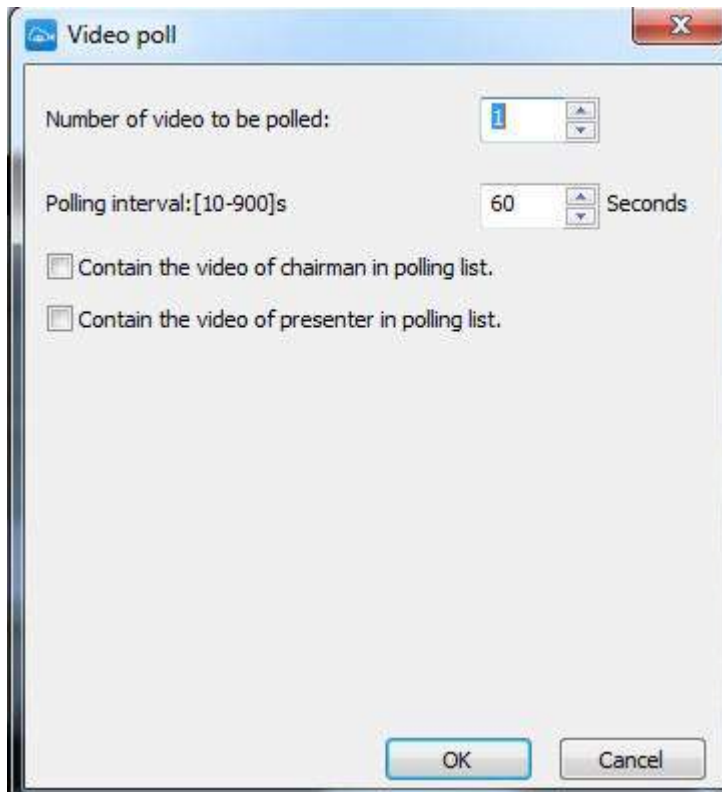 Video poll
Number of video to be polled: 1
Polling interval:[10-900]s 60 Seconds
Contain the video of chairman in polling list.
Contain the video of presenter in polling list.
OK Cancel